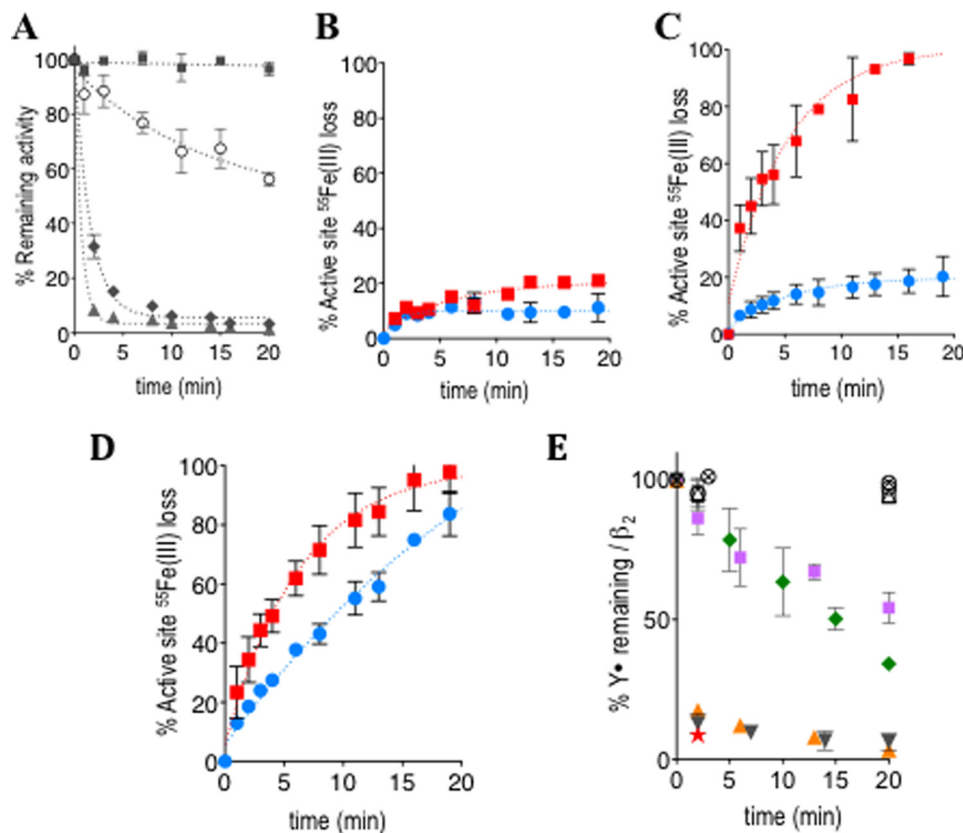 A
% Remaining activity
100
80
60
40
20
0
0 5 10 15 20
time (min)
B
% Active site ⁵⁵Fe(III) loss
100
80
60
40
20
0
0 5 10 15 20
time (min)
C
% Active site ⁵⁵Fe(III) loss
100
80
60
40
20
0
0 5 10 15 20
time (min)
D
% Active site ⁵⁵Fe(III) loss
100
80
60
40
20
0
0 5 10 15 20
time (min)
E
% Y• remaining / β₂
100
50
0
0 5 10 15 20
time (min)